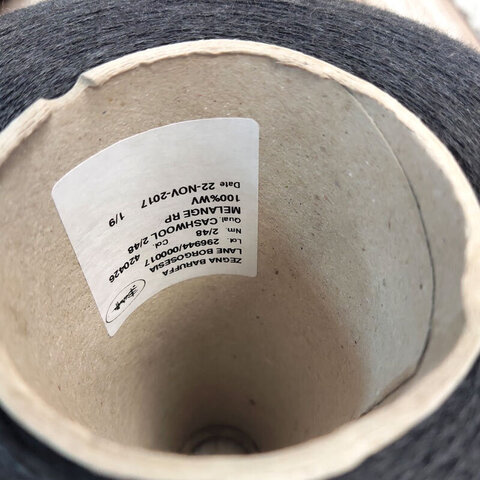 ZEGNA BARUFFA
LANE BORGOSESIA
Lot. 296944/000017 420426
Nm. 2/48 Col.
Qual. CASHWOOL 2/48
MELANGE RP
100%WV 1/9
Date 22-NOV-2017